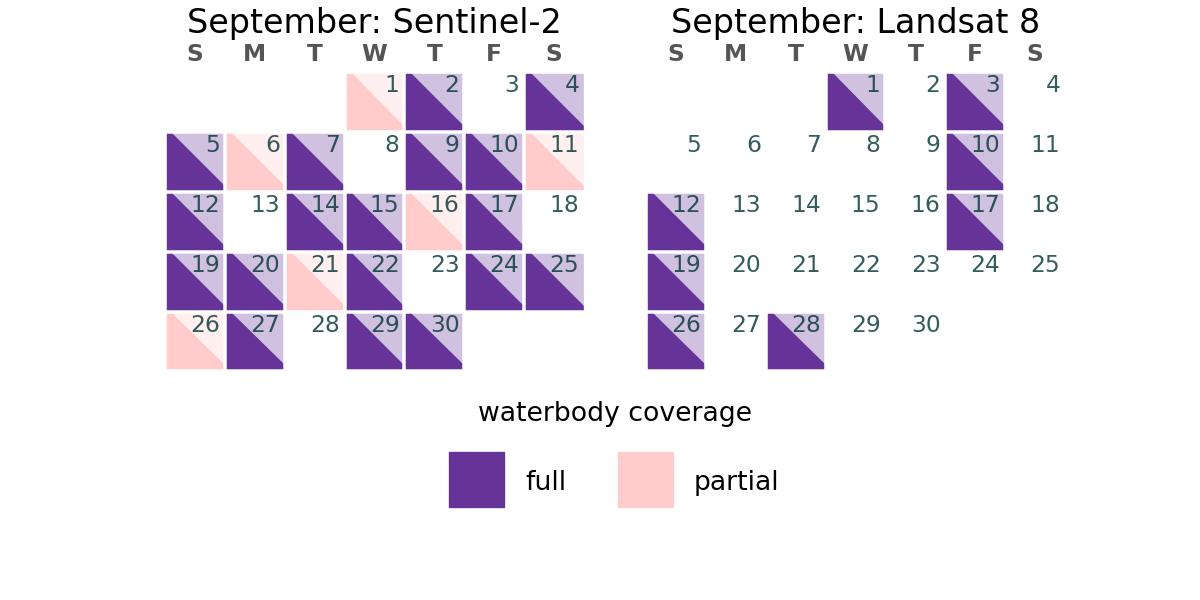 September: Sentinel-2
S M T W T F S
1 2 3 4
5 6 7 8 9 10 11
12 13 14 15 16 17 18
19 20 21 22 23 24 25
26 27 28 29 30
September: Landsat 8
S M T W T F S
1 2 3 4
5 6 7 8 9 10 11
12 13 14 15 16 17 18
19 20 21 22 23 24 25
26 27 28 29 30
waterbody coverage
full partial